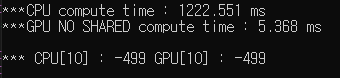 ***CPU compute time : 1222.551 ms
***GPU NO SHARED compute time : 5.368 ms
*** CPU[10] : -499 GPU[10] : -499